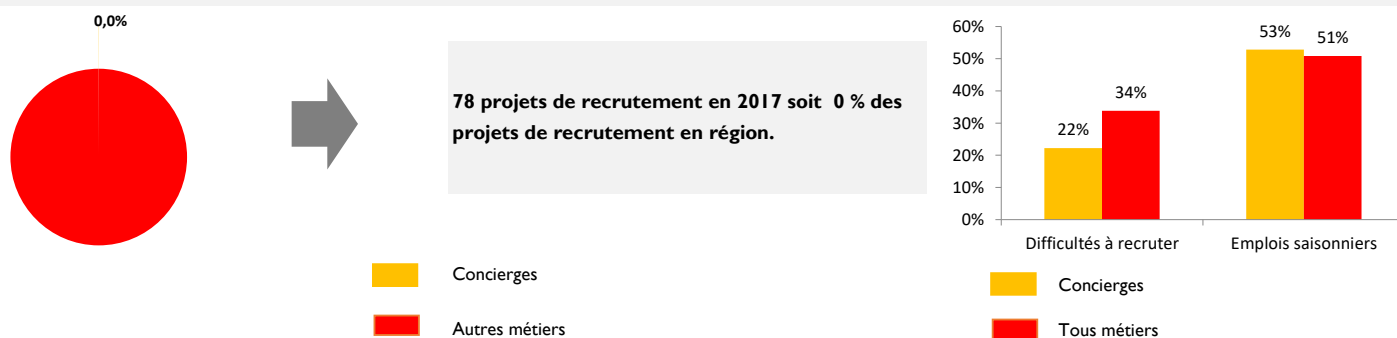 0,0%
78 projets de recrutement en 2017 soit 0 % des
projets de recrutement en région.
Concierges
Autres métiers
60%
50%
40%
30%
20%
10%
0%
53%
51%
34%
22%
Difficultés à recruter
Emplois saisonniers
Concierges
Tous métiers